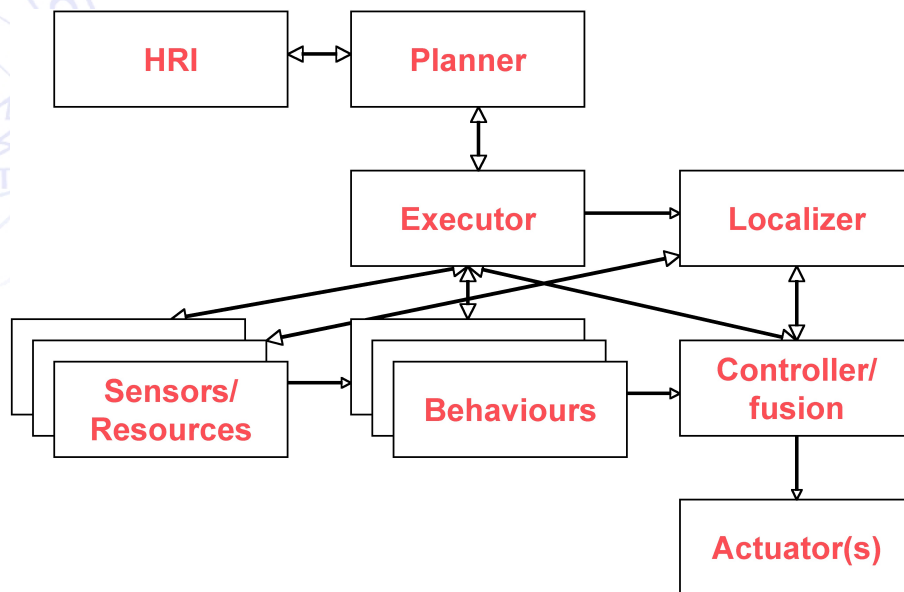 HRI
Planner
Executor
Localizer
Sensors/
Resources
Behaviours
Controller/
fusion
Actuator(s)